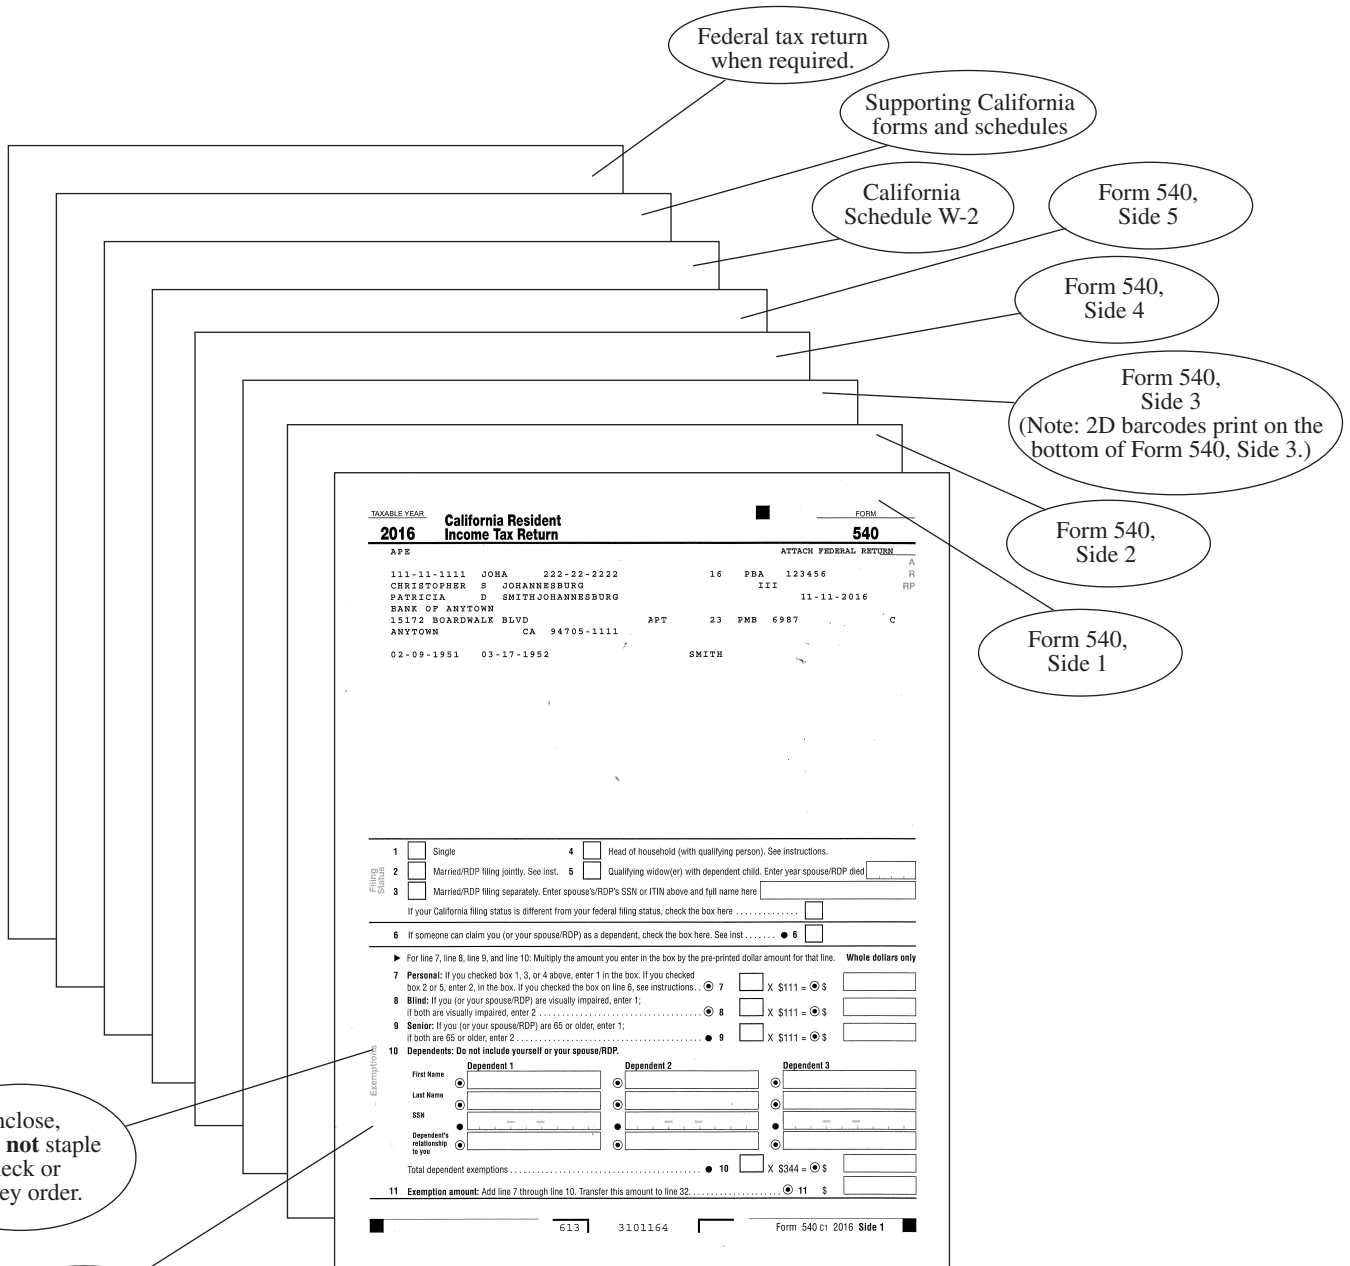 Federal tax return
when required.
Supporting California
forms and schedules
California
Schedule W-2
Form 540,
Side 5
Form 540,
Side 4
Form 540,
Side 3
(Note: 2D barcodes print on the
bottom of Form 540, Side 3.)
Form 540,
Side 2
Form 540,
Side 1
TAXABLE YEAR
2016
California Resident
Income Tax Return
FORM
540
APE ATTACH FEDERAL RETURN
A
111-11-1111 JOHA 222-22-2222 16 PBA 123456 R
CHRISTOPHER S JOHANNESBURG III RP
PATRICIA D SMITHJOHANNESBURG 11-11-2016
BANK OF ANYTOWN
15172 BOARDWALK BLVD APT 23 PMB 6987 C
ANYTOWN CA 94705-1111
02-09-1951 03-17-1952 SMITH
Filing
Status
1 Single 4 Head of household (with qualifying person). See instructions.
2 Married/RDP filing jointly. See inst. 5 Qualifying widow(er) with dependent child. Enter year spouse/RDP died
3 Married/RDP filing separately. Enter spouse's/RDP's SSN or ITIN above and full name here
If your California filing status is different from your federal filing status, check the box here . . . . . . . . . . . . . .
6 If someone can claim you (or your spouse/RDP) as a dependent, check the box here. See inst . . . . . . . ● 6
Exemptions
▶ For line 7, line 8, line 9, and line 10: Multiply the amount you enter in the box by the pre-printed dollar amount for that line. Whole dollars only
7 Personal: If you checked box 1, 3, or 4 above, enter 1 in the box. If you checked
box 2 or 5, enter 2, in the box. If you checked the box on line 6, see instructions. . 7 X $111 = $
8 Blind: If you (or your spouse/RDP) are visually impaired, enter 1;
if both are visually impaired, enter 2 . . . . . . . . . . . . . . . . . . . . . . . . . . . . . . . . 8 X $111 = $
9 Senior: If you (or your spouse/RDP) are 65 or older, enter 1;
if both are 65 or older, enter 2 . . . . . . . . . . . . . . . . . . . . . . . . . . . . . . . . . . . . ● 9 X $111 = $
10 Dependents: Do not include yourself or your spouse/RDP.
Dependent 1 Dependent 2 Dependent 3
First Name
Last Name
SSN
Dependent's
relationship
to you
Total dependent exemptions . . . . . . . . . . . . . . . . . . . . . . . . . . . . . . . . . . . . . ● 10 X $344 = $
11 Exemption amount: Add line 7 through line 10. Transfer this amount to line 32. . . . . . . . . . . . . . . . . . . . 11 $
613 3101164 Form 540 C1 2016 Side 1
nclose,
not staple
eck or
ey order.